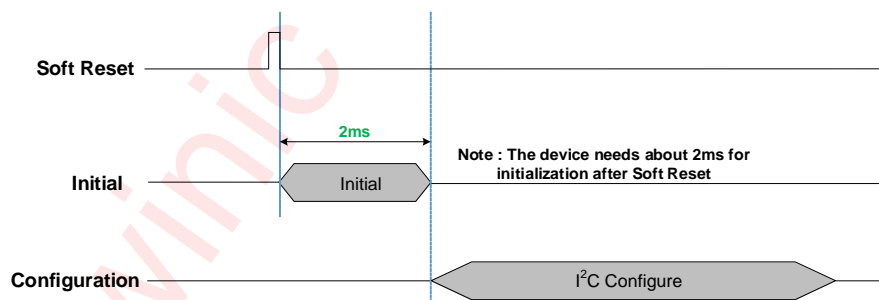 Soft Reset
2ms
Note : The device needs about 2ms for
initialization after Soft Reset
Initial
Initial
Configuration
I²C Configure
winic